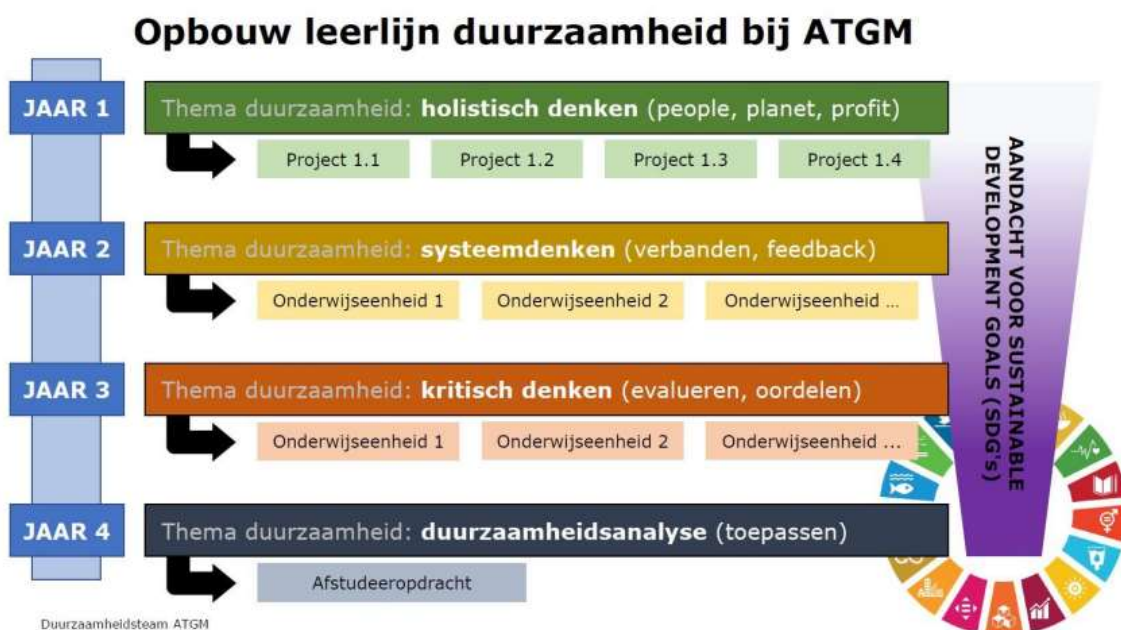 Opbouw leerlijn duurzaamheid bij ATGM
JAAR 1
Thema duurzaamheid: holistisch denken (people, planet, profit)
Project 1.1
Project 1.2
Project 1.3
Project 1.4
JAAR 2
Thema duurzaamheid: systeemdenken (verbanden, feedback)
Onderwijseenheid 1
Onderwijseenheid 2
Onderwijseenheid ...
JAAR 3
Thema duurzaamheid: kritisch denken (evalueren, oordelen)
Onderwijseenheid 1
Onderwijseenheid 2
Onderwijseenheid ...
JAAR 4
Thema duurzaamheid: duurzaamheidsanalyse (toepassen)
Afstudeeropdracht
AANDACHT VOOR SUSTAINABLE
DEVELOPMENT GOALS (SDG's)
Duurzaamheidsteam ATGM